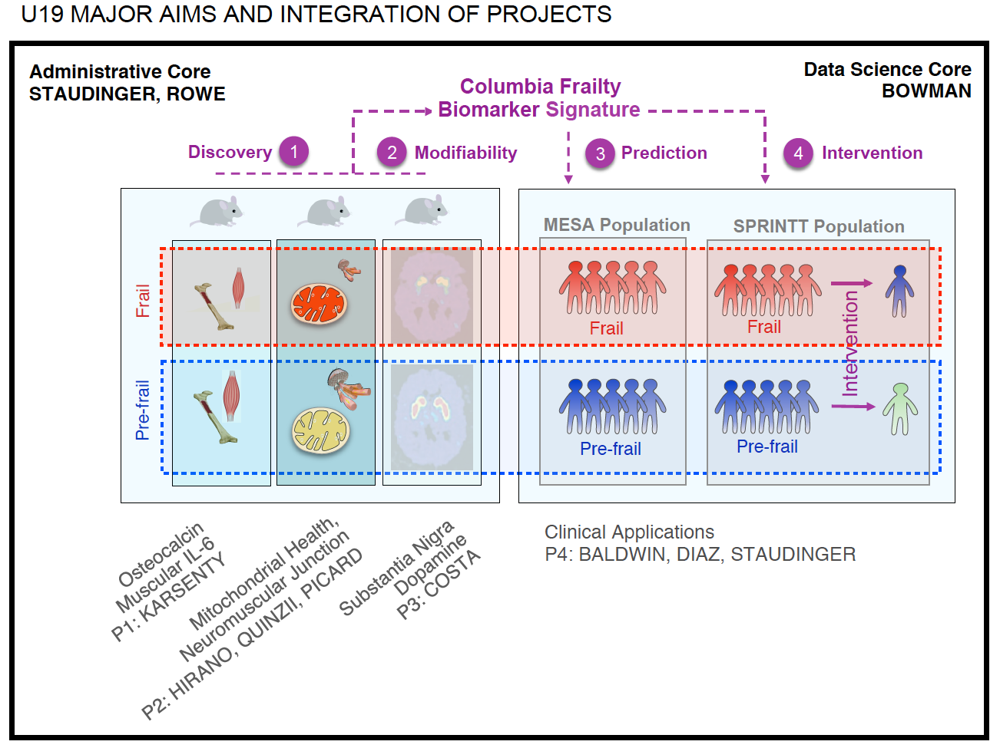 U19 MAJOR AIMS AND INTEGRATION OF PROJECTS
Administrative Core
STAUDINGER, ROWE
Data Science Core
BOWMAN
Columbia Frailty
Biomarker Signature
Discovery 1
2 Modifiability
3 Prediction
4 Intervention
MESA Population
SPRINTT Population
Frail
Frail
Frail
Intervention
Pre-frail
Pre-frail
Pre-frail
Osteocalcin
Muscular IL-6
P1: KARSENTY
Mitochondrial Health,
Neuromuscular Junction
P2: HIRANO, QUINZII, PICARD
Substantia Nigra
Dopamine
P3: COSTA
Clinical Applications
P4: BALDWIN, DIAZ, STAUDINGER